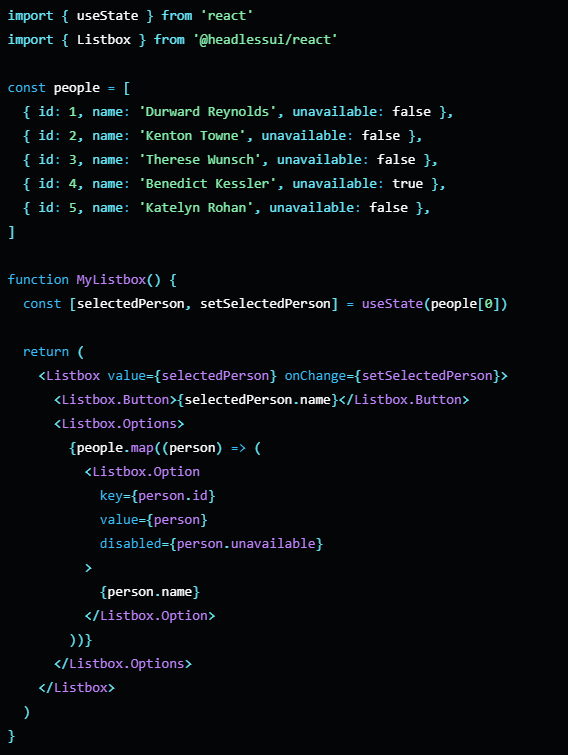 import { useState } from 'react'
import { Listbox } from '@headlessui/react'

const people = [
  { id: 1, name: 'Durward Reynolds', unavailable: false },
  { id: 2, name: 'Kenton Towne', unavailable: false },
  { id: 3, name: 'Therese Wunsch', unavailable: false },
  { id: 4, name: 'Benedict Kessler', unavailable: true },
  { id: 5, name: 'Katelyn Rohan', unavailable: false },
]

function MyListbox() {
  const [selectedPerson, setSelectedPerson] = useState(people[0])

  return (
    <Listbox value={selectedPerson} onChange={setSelectedPerson}>
      <Listbox.Button>{selectedPerson.name}</Listbox.Button>
      <Listbox.Options>
        {people.map((person) => (
          <Listbox.Option
            key={person.id}
            value={person}
            disabled={person.unavailable}
          >
            {person.name}
          </Listbox.Option>
        ))}
      </Listbox.Options>
    </Listbox>
  )
}